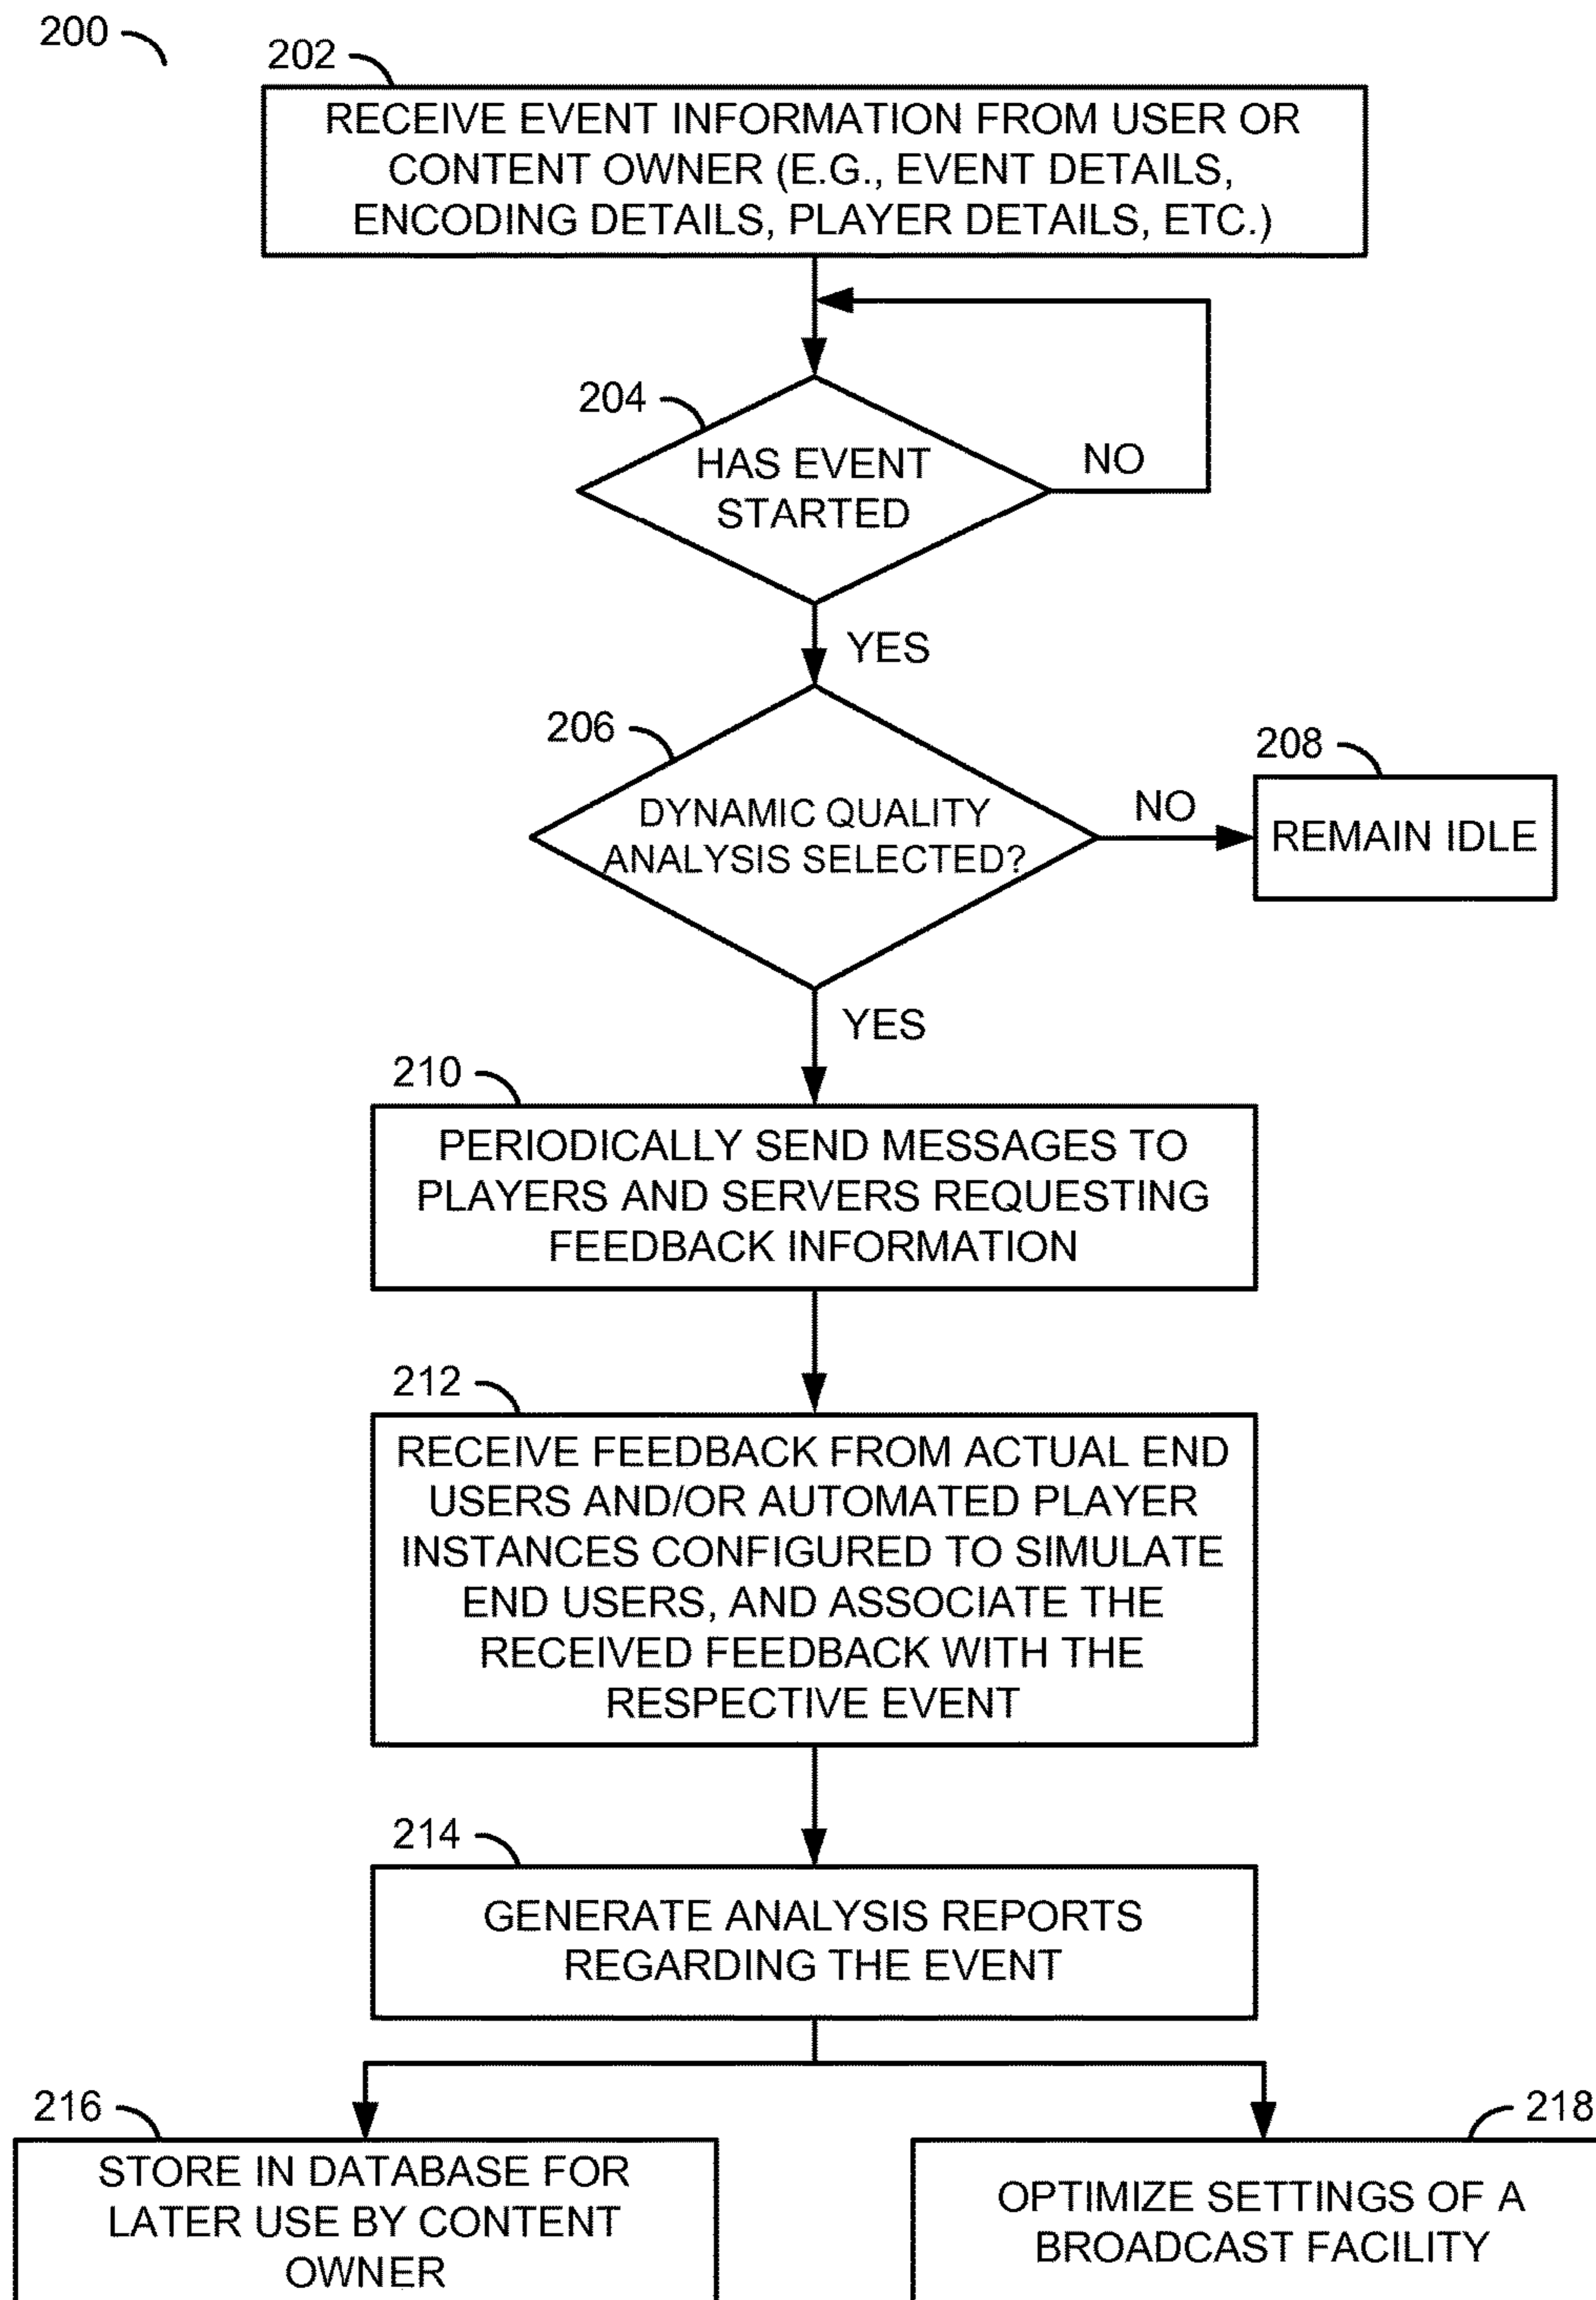 200
202
RECEIVE EVENT INFORMATION FROM USER OR
CONTENT OWNER (E.G., EVENT DETAILS,
ENCODING DETAILS, PLAYER DETAILS, ETC.)
204
HAS EVENT
STARTED
NO
YES
206
DYNAMIC QUALITY
ANALYSIS SELECTED?
NO
208
REMAIN IDLE
YES
210
PERIODICALLY SEND MESSAGES TO
PLAYERS AND SERVERS REQUESTING
FEEDBACK INFORMATION
212
RECEIVE FEEDBACK FROM ACTUAL END
USERS AND/OR AUTOMATED PLAYER
INSTANCES CONFIGURED TO SIMULATE
END USERS, AND ASSOCIATE THE
RECEIVED FEEDBACK WITH THE
RESPECTIVE EVENT
214
GENERATE ANALYSIS REPORTS
REGARDING THE EVENT
216
STORE IN DATABASE FOR
LATER USE BY CONTENT
OWNER
218
OPTIMIZE SETTINGS OF A
BROADCAST FACILITY